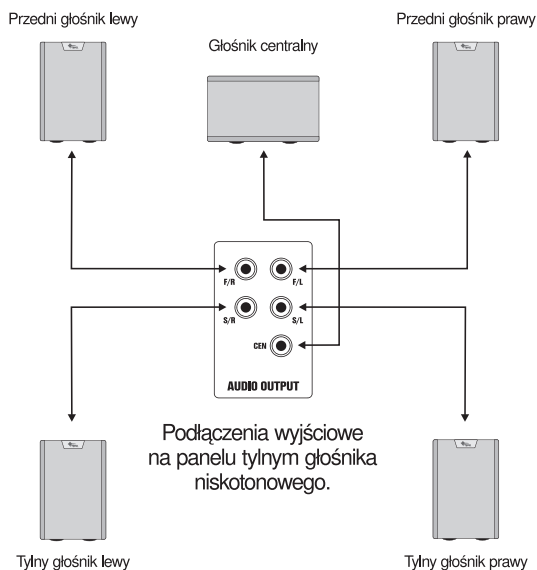 Przedni głośnik lewy
Głośnik centralny
Przedni głośnik prawy
F/R
F/L
S/R
S/L
CEN
AUDIO OUTPUT
Podłączenia wyjściowe
na panelu tylnym głośnika
niskotonowego.
Tylny głośnik lewy
Tylny głośnik prawy